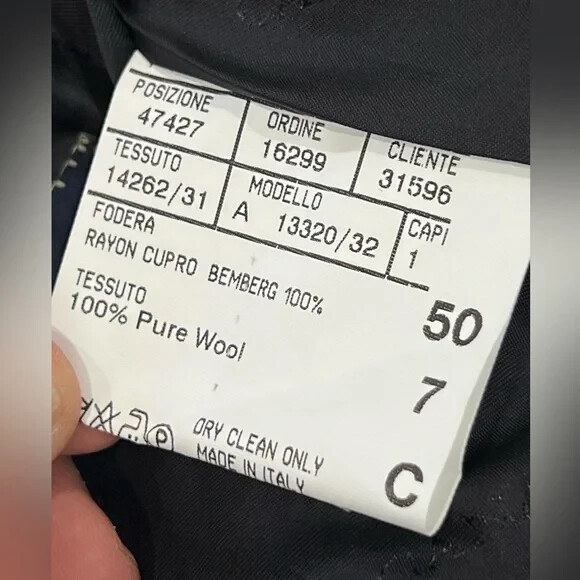 POSIZIONE
47427
ORDINE
16299
CLIENTE
31596
TESSUTO
14262/31
MODELLO
A 13320/32
CAPI
1
FODERA
RAYON CUPRO BEMBERG 100%
TESSUTO
100% Pure Wool
50
7
C
P
DRY CLEAN ONLY
MADE IN ITALY